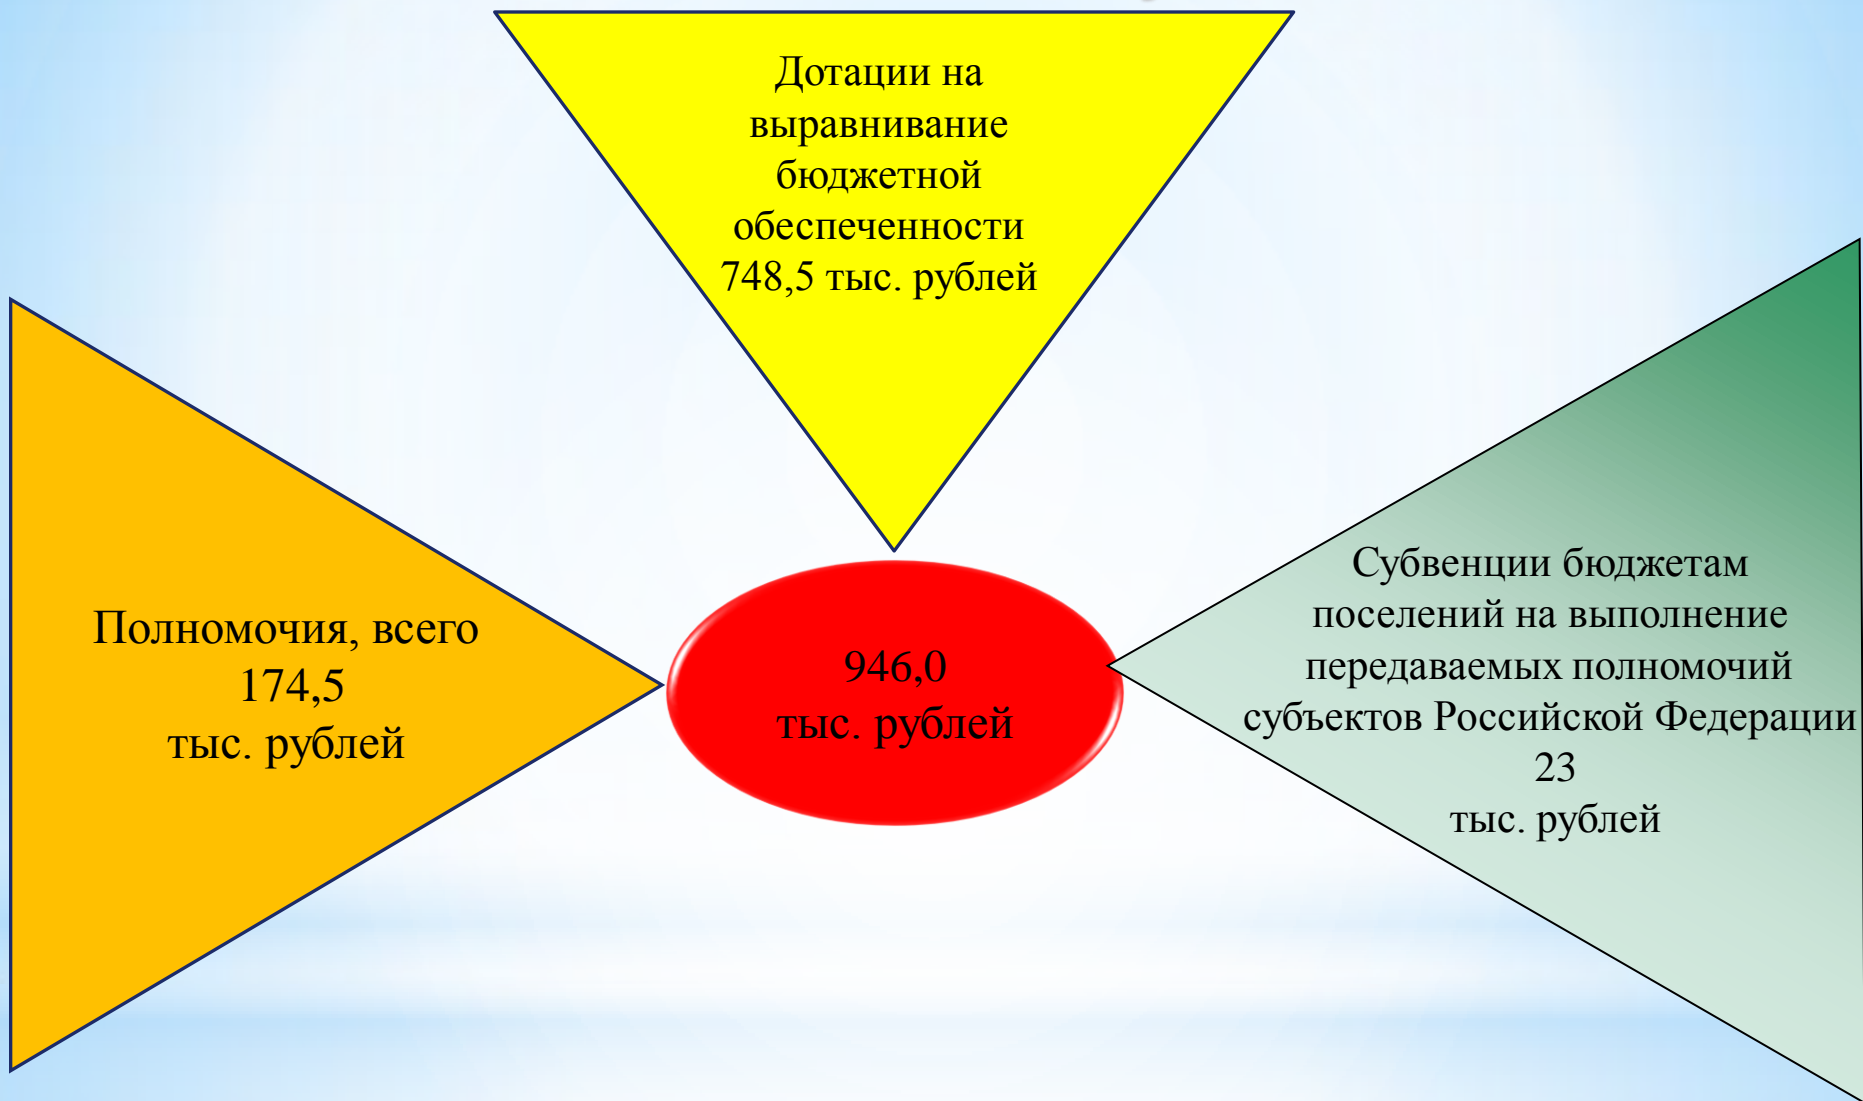 Дотации на
выравнивание
бюджетной
обеспеченности
748,5 тыс. рублей
Полномочия, всего
174,5
тыс. рублей
946,0
тыс. рублей
Субвенции бюджетам
поселений на выполнение
передаваемых полномочий
субъектов Российской Федерации
23
тыс. рублей